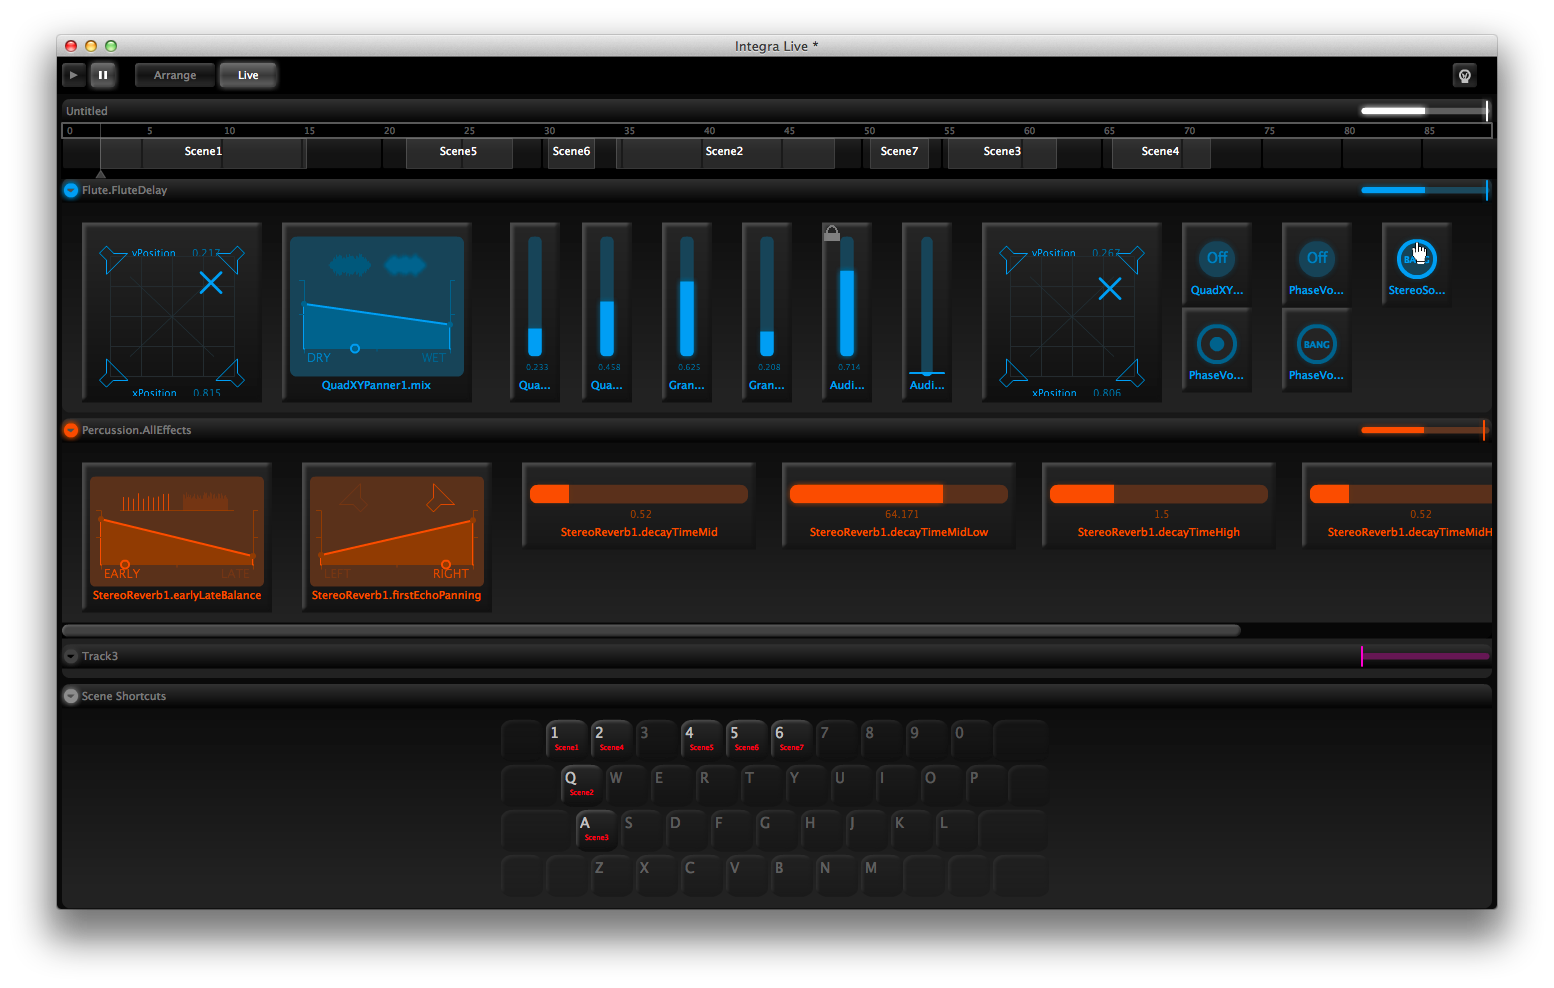 Integra Live *
Arrange Live
Untitled
0 5 10 15 20 25 30 35 40 45 50 55 60 65 70 75 80 85
Scene1 Scene5 Scene6 Scene2 Scene7 Scene3 Scene4
Flute.FluteDelay
yPosition 0.217
xPosition 0.815
DRY WET
QuadXYPanner1.mix
0.233
Qua...
0.458
Qua...
0.625
Gran...
0.208
Gran...
0.714
Audi...
Audi...
yPosition 0.267
xPosition 0.806
Off
QuadXY...
Off
PhaseVo...
BANG
StereoSo...
PhaseVo...
BANG
PhaseVo...
Percussion.AllEffects
EARLY LATE
StereoReverb1.earlyLateBalance
LEFT RIGHT
StereoReverb1.firstEchoPanning
0.52
StereoReverb1.decayTimeMid
64.171
StereoReverb1.decayTimeMidLow
1.5
StereoReverb1.decayTimeHigh
0.52
StereoReverb1.decayTimeMidH
Track3
Scene Shortcuts
1 2 3 4 5 6 7 8 9 0
Scene1 Scene4 Scene5 Scene6 Scene7
Q W E R T Y U I O P
Scene2
A S D F G H J K L
Scene3
Z X C V B N M